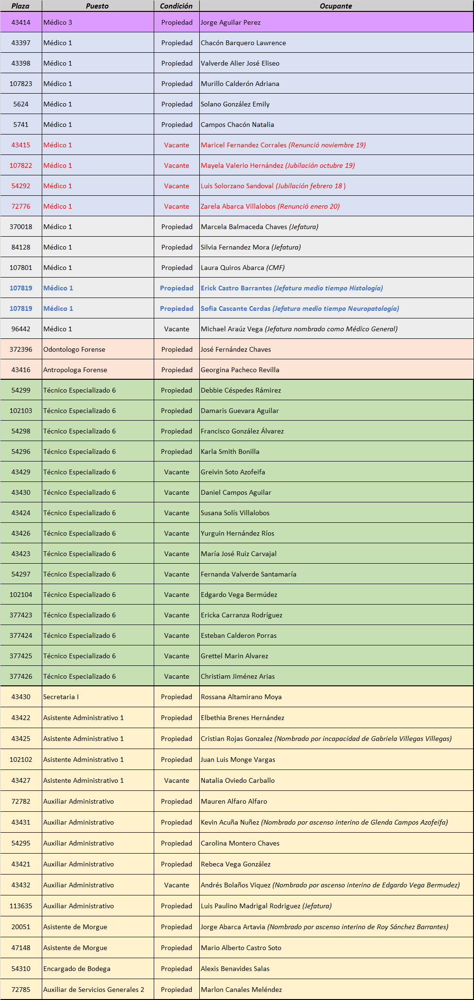 Plaza Puesto Condición Ocupante
43414 Médico 3 Propiedad Jorge Aguilar Perez
43397 Médico 1 Propiedad Chacón Barquero Lawrence
43398 Médico 1 Propiedad Valverde Alier José Eliseo
107823 Médico 1 Propiedad Murillo Calderón Adriana
5624 Médico 1 Propiedad Solano González Emily
5741 Médico 1 Propiedad Campos Chacón Natalia
43415 Médico 1 Vacante Maricel Fernandez Corrales (Renunció noviembre 19)
107822 Médico 1 Vacante Mayela Valerio Hernández (Jubilación octubre 19)
54292 Médico 1 Vacante Luis Solorzano Sandoval (Jubilación febrero 18 )
72776 Médico 1 Vacante Zarela Abarca Villalobos (Renunció enero 20)
370018 Médico 1 Propiedad Marcela Balmaceda Chaves (Jefatura)
84128 Médico 1 Propiedad Silvia Fernandez Mora (Jefatura)
107801 Médico 1 Propiedad Laura Quiros Abarca (CMF)
107819 Médico 1 Propiedad Erick Castro Barrantes (Jefatura medio tiempo Histología)
107819 Médico 1 Propiedad Sofia Cascante Cerdas (Jefatura medio tiempo Neuropatología)
96442 Médico 1 Vacante Michael Araúz Vega (Jefatura nombrado como Médico General)
372396 Odontologo Forense Propiedad José Fernández Chaves
43416 Antropologa Forense Propiedad Georgina Pacheco Revilla
54299 Técnico Especializado 6 Propiedad Debbie Céspedes Rámirez
102103 Técnico Especializado 6 Propiedad Damaris Guevara Aguilar
54298 Técnico Especializado 6 Propiedad Francisco González Álvarez
54296 Técnico Especializado 6 Propiedad Karla Smith Bonilla
43429 Técnico Especializado 6 Vacante Greivin Soto Azofeifa
43430 Técnico Especializado 6 Vacante Daniel Campos Aguilar
43424 Técnico Especializado 6 Vacante Susana Solís Villalobos
43426 Técnico Especializado 6 Vacante Yurguin Hernández Ríos
43423 Técnico Especializado 6 Vacante María José Ruiz Carvajal
54297 Técnico Especializado 6 Vacante Fernanda Valverde Santamaría
102104 Técnico Especializado 6 Vacante Edgardo Vega Bermúdez
377423 Técnico Especializado 6 Vacante Ericka Carranza Rodríguez
377424 Técnico Especializado 6 Vacante Esteban Calderon Porras
377425 Técnico Especializado 6 Vacante Grettel Marin Alvarez
377426 Técnico Especializado 6 Vacante Christiam Jiménez Arias
43430 Secretaria I Propiedad Rossana Altamirano Moya
43422 Asistente Administrativo 1 Propiedad Elbethia Brenes Hernández
43425 Asistente Administrativo 1 Propiedad Cristian Rojas Gonzalez (Nombrado por incapacidad de Gabriela Villegas Villegas)
102102 Asistente Administrativo 1 Propiedad Juan Luis Monge Vargas
43427 Asistente Administrativo 1 Vacante Natalia Oviedo Carballo
72782 Auxiliar Administrativo Propiedad Mauren Alfaro Alfaro
43431 Auxiliar Administrativo Propiedad Kevin Acuña Nuñez (Nombrado por ascenso interino de Glenda Campos Azofeifa)
54295 Auxiliar Administrativo Propiedad Carolina Montero Chaves
43421 Auxiliar Administrativo Propiedad Rebeca Vega González
43432 Auxiliar Administrativo Vacante Andrés Bolaños Viquez (Nombrado por ascenso interino de Edgardo Vega Bermudez)
113635 Auxiliar Administrativo Propiedad Luis Paulino Madrigal Rodriguez (Jefatura)
20051 Asistente de Morgue Propiedad Jorge Abarca Artavia (Nombrado por ascenso interino de Roy Sánchez Barrantes)
47148 Asistente de Morgue Propiedad Mario Alberto Castro Soto
54310 Encargado de Bodega Propiedad Alexis Benavides Salas
72785 Auxiliar de Servicios Generales 2 Propiedad Marlon Canales Meléndez